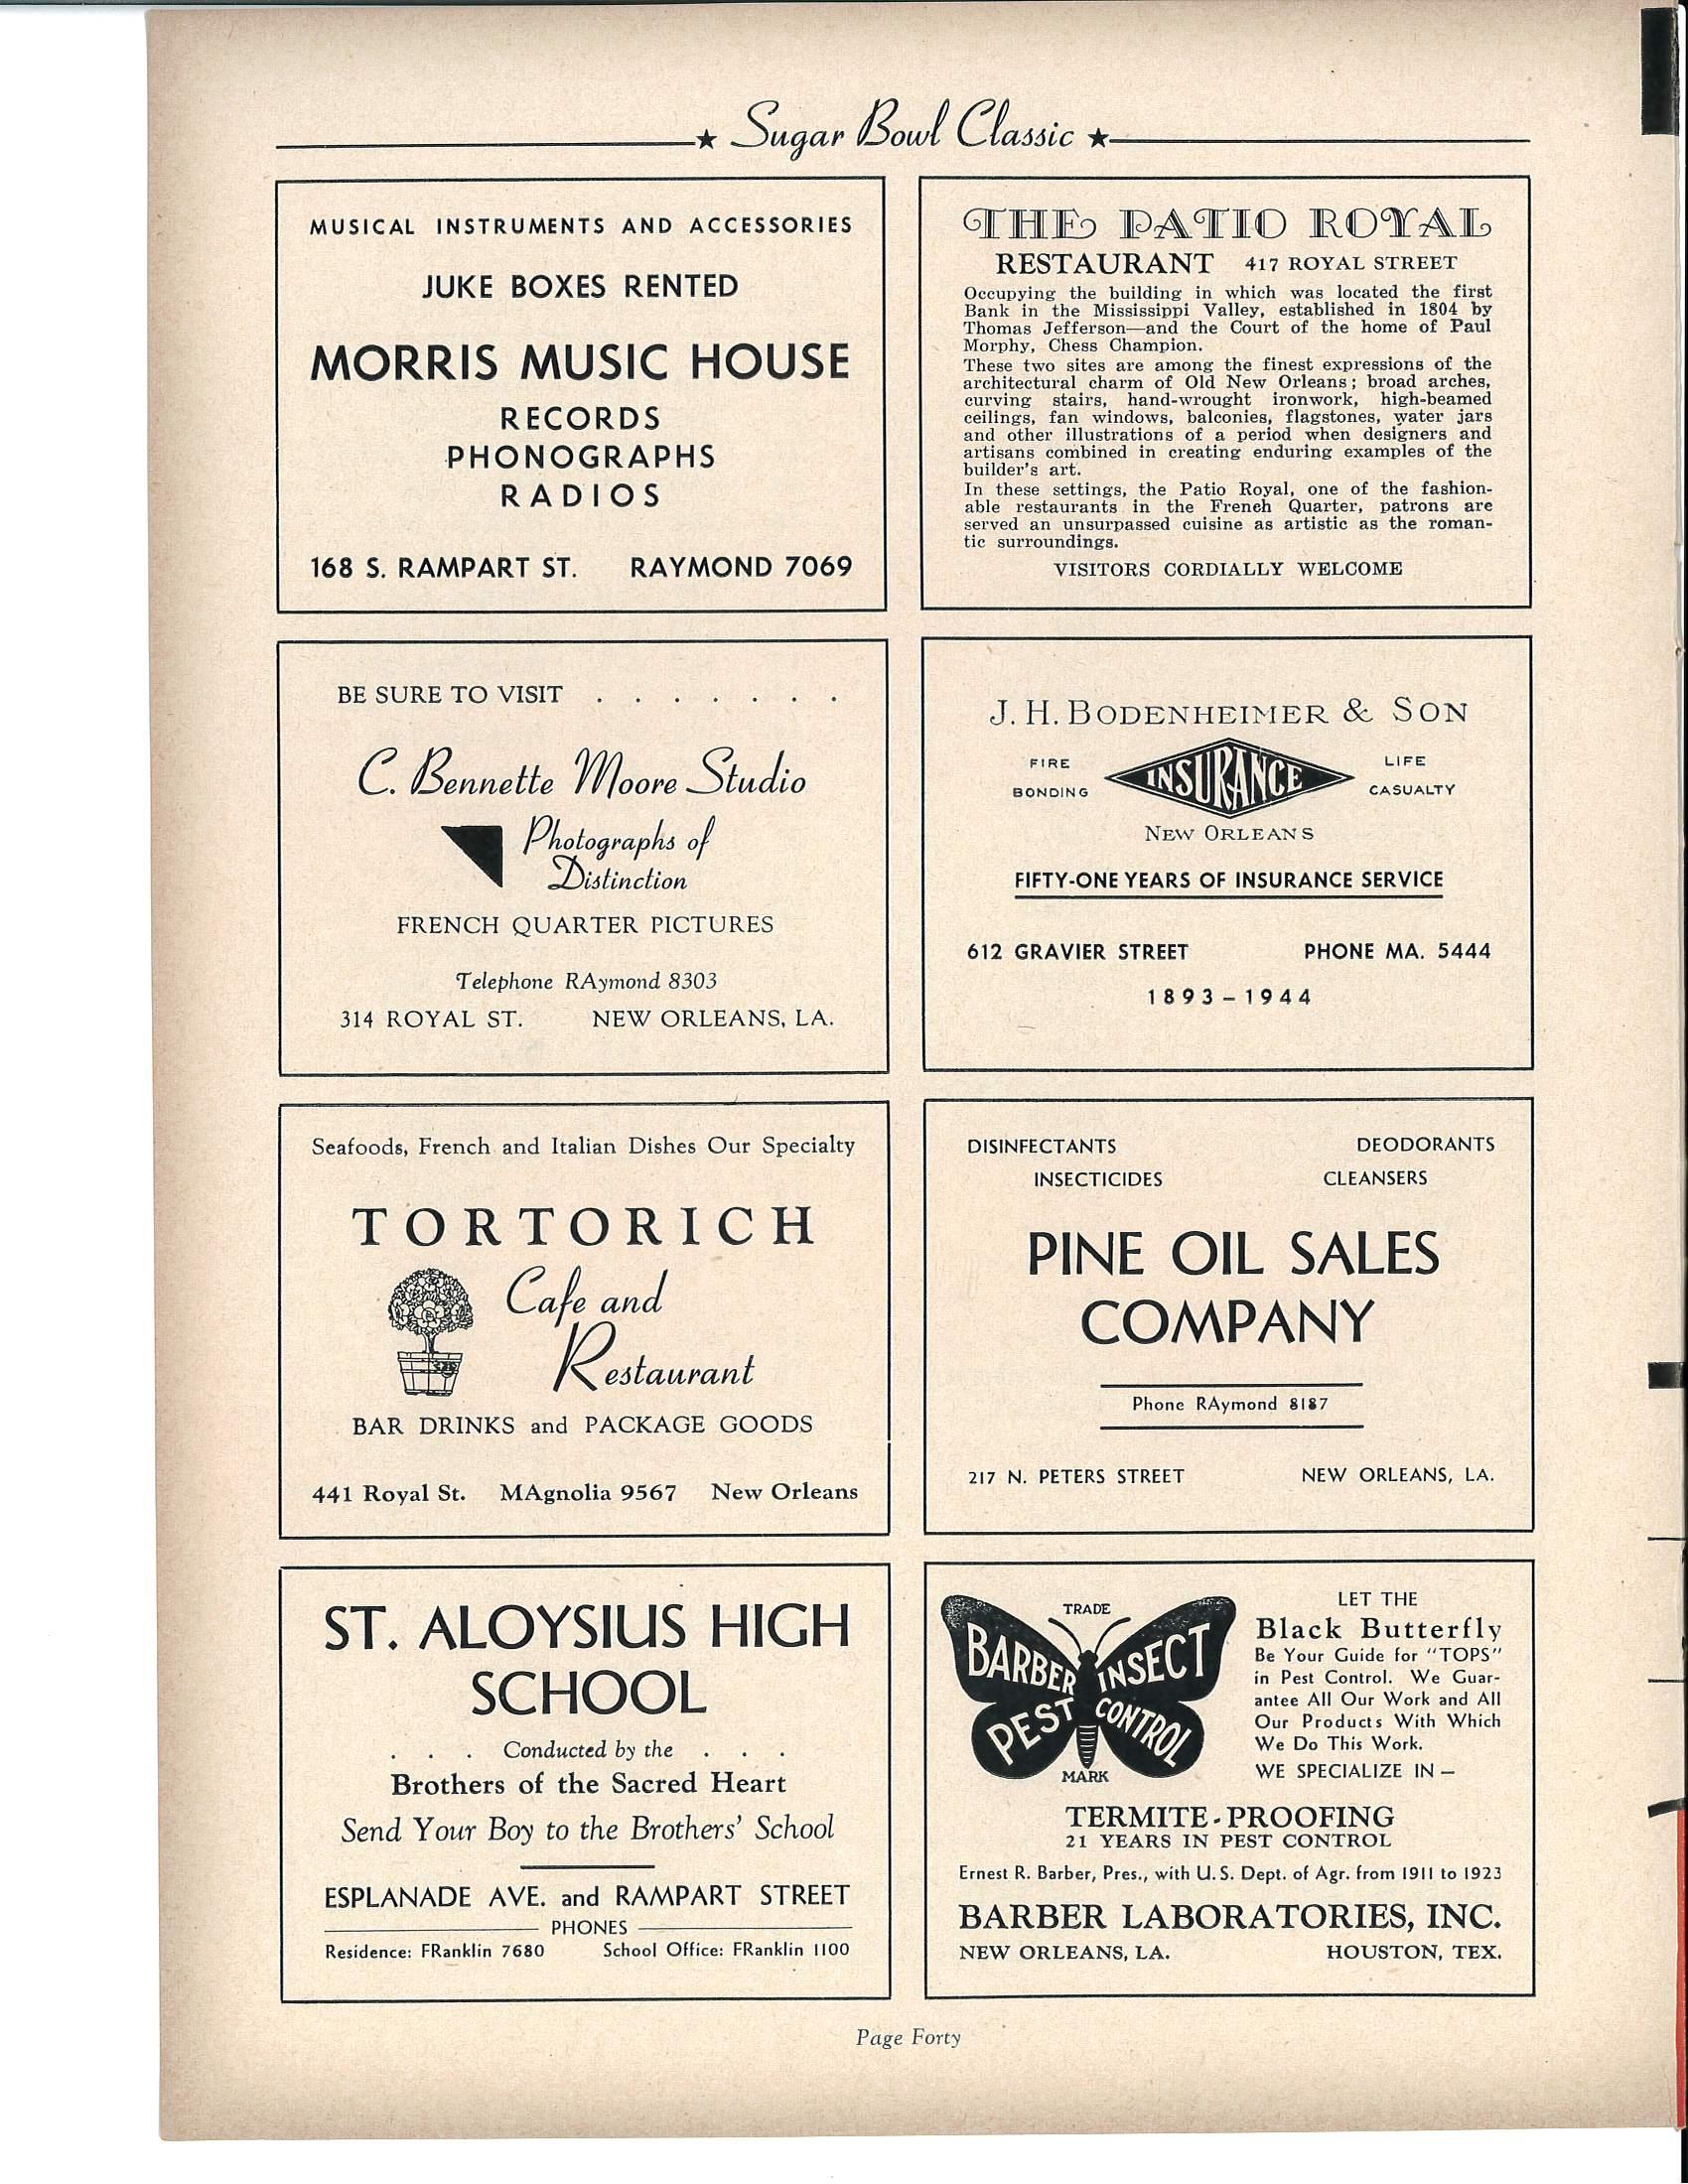 ★ Sugar Bowl Classic ★
MUSICAL INSTRUMENTS AND ACCESSORIES
JUKE BOXES RENTED
MORRIS MUSIC HOUSE
RECORDS
PHONOGRAPHS
RADIOS
168 S. RAMPART ST. RAYMOND 7069
THE PATIO ROYAL
RESTAURANT 417 ROYAL STREET
Occupying the building in which was located the first
Bank in the Mississippi Valley, established in 1804 by
Thomas Jefferson—and the Court of the home of Paul
Morphy, Chess Champion.
These two sites are among the finest expressions of the
architectural charm of Old New Orleans; broad arches,
curving stairs, hand-wrought ironwork, high-beamed
ceilings, fan windows, balconies, flagstones, water jars
and other illustrations of a period when designers and
artisans combined in creating enduring examples of the
builder's art.
In these settings, the Patio Royal, one of the fashion-
able restaurants in the French Quarter, patrons are
served an unsurpassed cuisine as artistic as the roman-
tic surroundings.
VISITORS CORDIALLY WELCOME
BE SURE TO VISIT . . . . . . .
C. Bennette Moore Studio
Photographs of
Distinction
FRENCH QUARTER PICTURES
Telephone RAymond 8303
314 ROYAL ST. NEW ORLEANS, LA.
J. H. BODENHEIMER & SON
FIRE
BONDING
INSURANCE
LIFE
CASUALTY
NEW ORLEANS
FIFTY-ONE YEARS OF INSURANCE SERVICE
612 GRAVIER STREET PHONE MA. 5444
1893-1944
Seafoods, French and Italian Dishes Our Specialty
TORTORICH
Cafe and
Restaurant
BAR DRINKS and PACKAGE GOODS
441 Royal St. MAgnolia 9567 New Orleans
DISINFECTANTS DEODORANTS
INSECTICIDES CLEANSERS
PINE OIL SALES
COMPANY
Phone RAymond 8187
217 N. PETERS STREET NEW ORLEANS, LA.
ST. ALOYSIUS HIGH
SCHOOL
. . . Conducted by the . . .
Brothers of the Sacred Heart
Send Your Boy to the Brothers' School
ESPLANADE AVE. and RAMPART STREET
PHONES
Residence: FRanklin 7680 School Office: FRanklin 1100
TRADE
BARBER INSECT
PEST CONTROL
MARK
LET THE
Black Butterfly
Be Your Guide for "TOPS"
in Pest Control. We Guar-
antee All Our Work and All
Our Products With Which
We Do This Work.
WE SPECIALIZE IN —
TERMITE-PROOFING
21 YEARS IN PEST CONTROL
Ernest R. Barber, Pres., with U. S. Dept. of Agr. from 1911 to 1923
BARBER LABORATORIES, INC.
NEW ORLEANS, LA. HOUSTON, TEX.
Page Forty